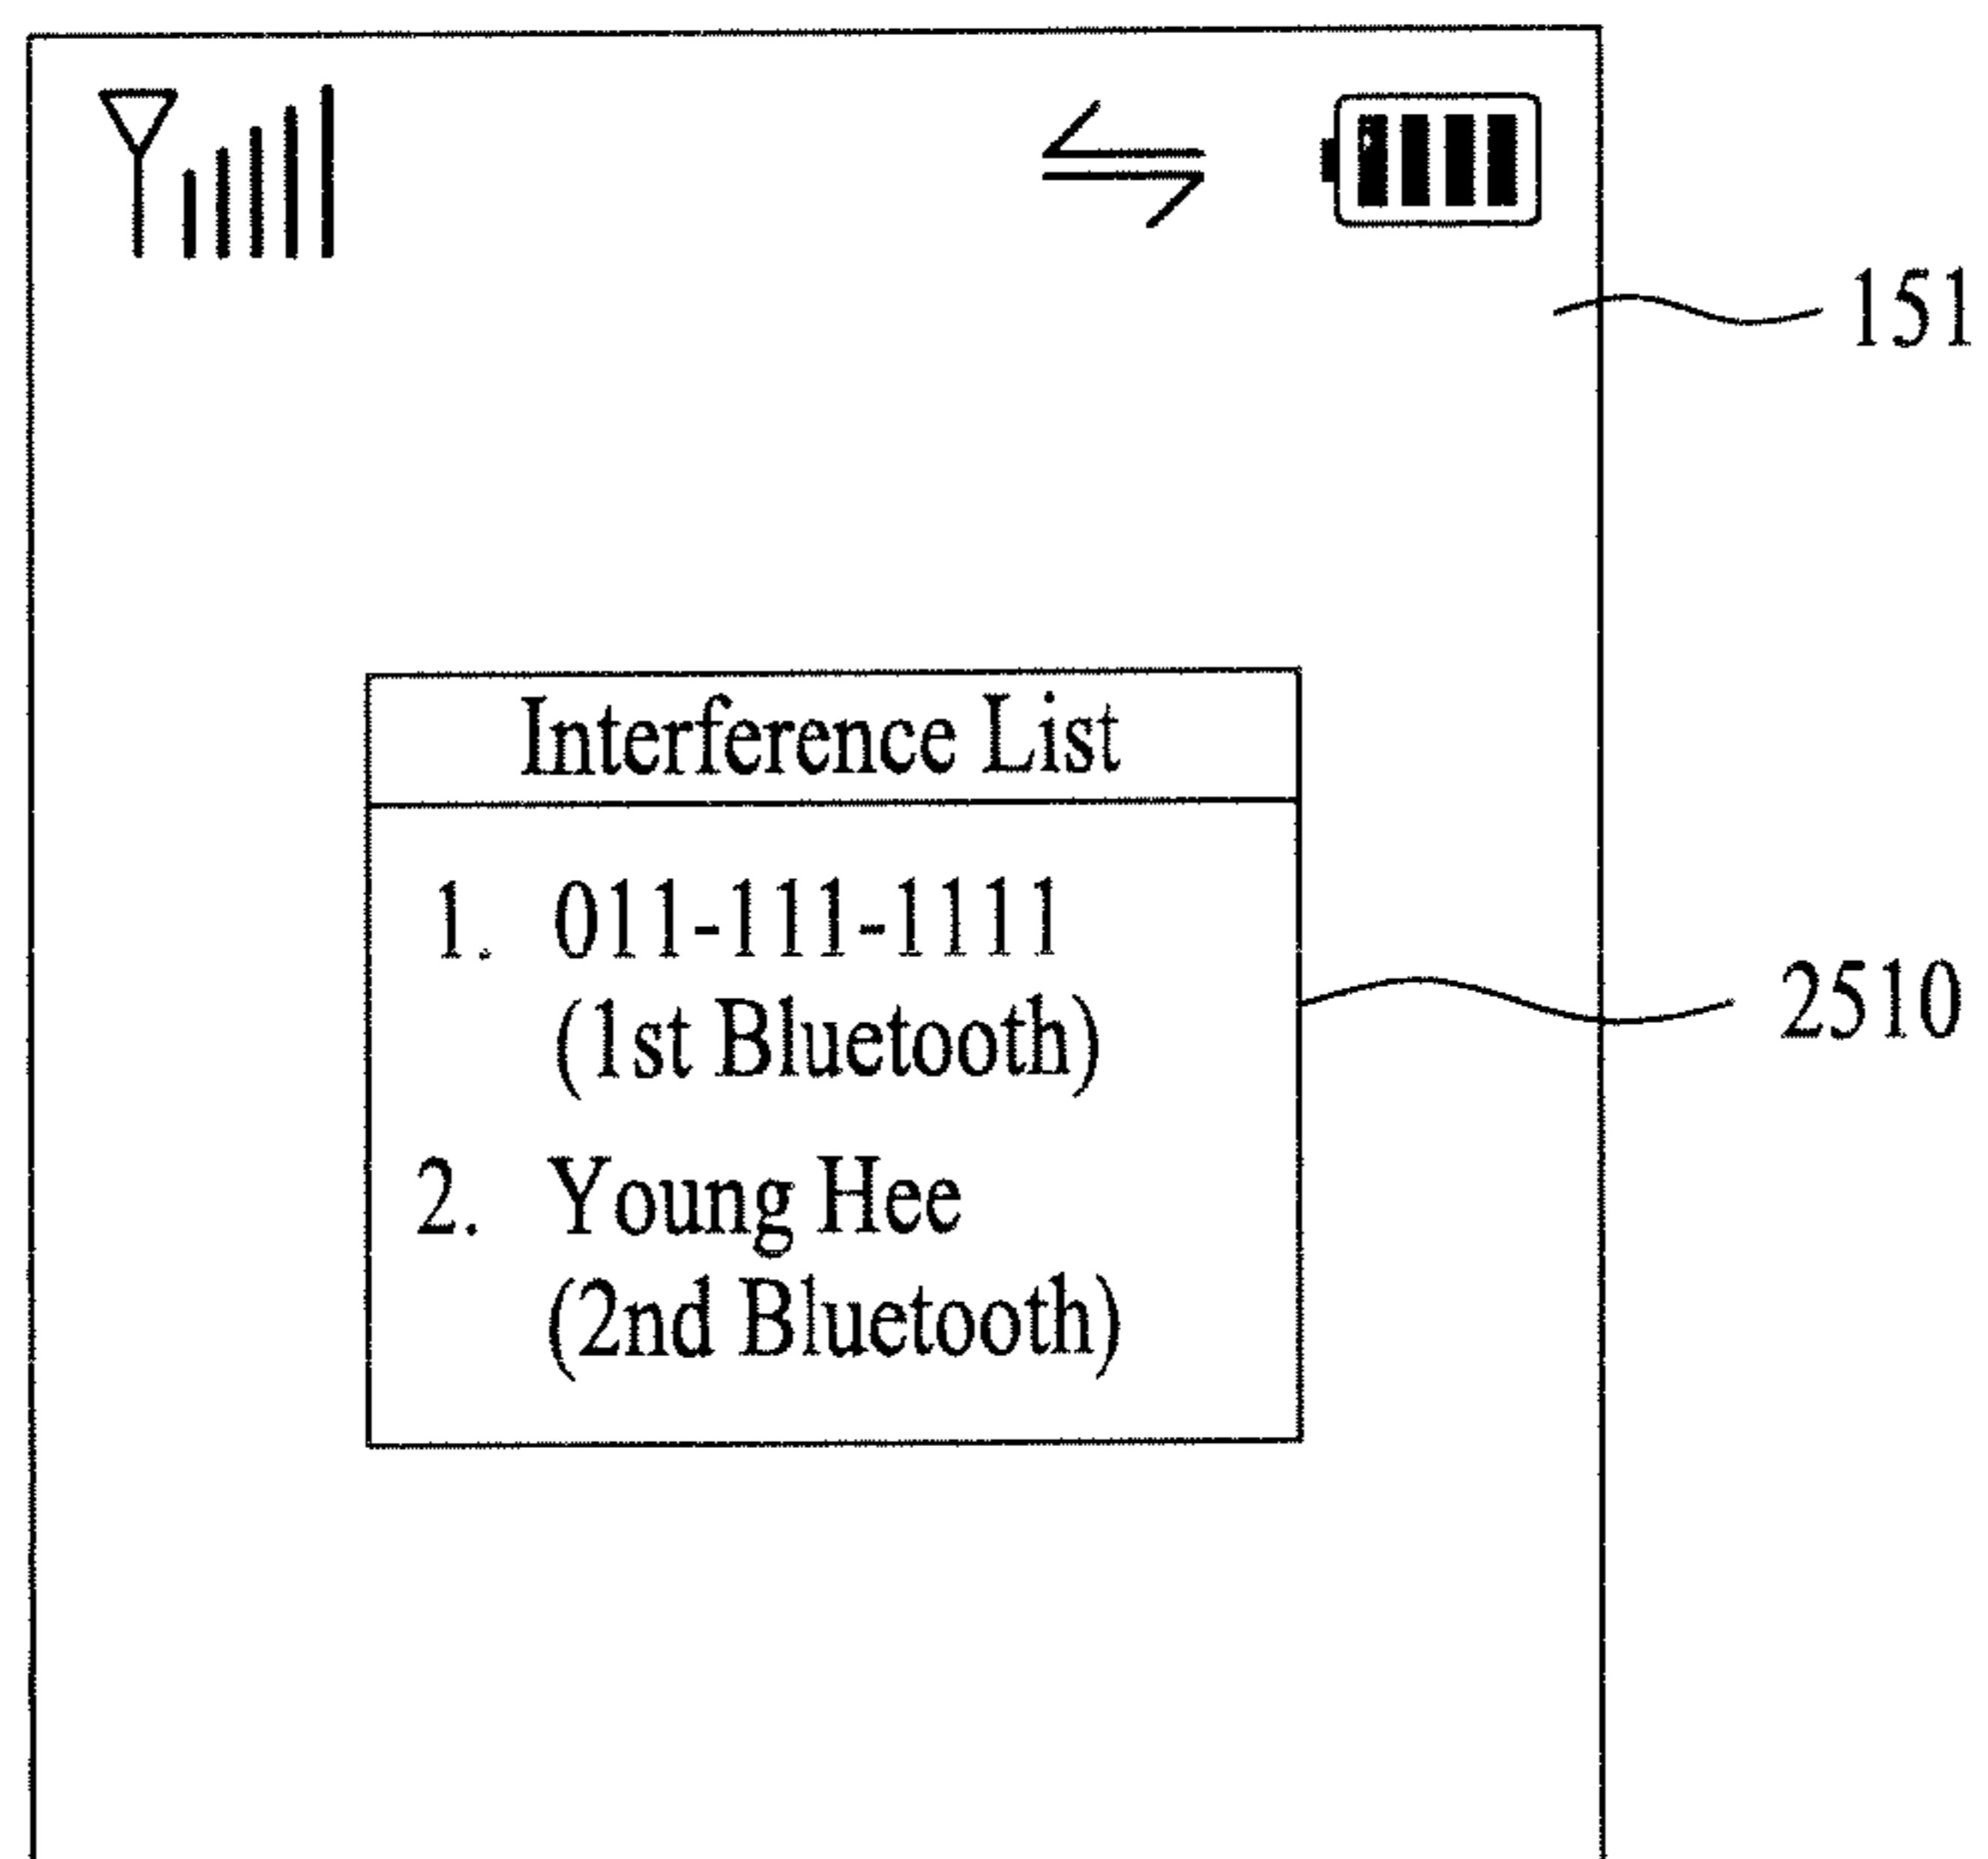 151
Interference List
1. 011-111-1111
(1st Bluetooth)
2510
2. Young Hee
(2nd Bluetooth)